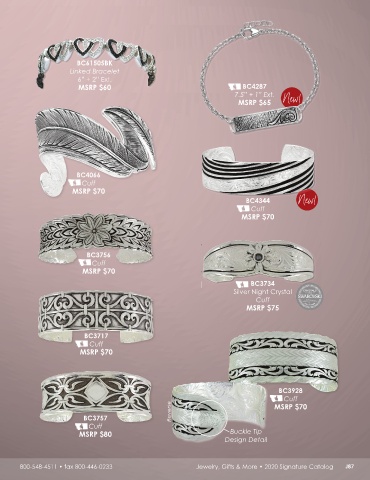 BC61505BK
Linked Bracelet
6" + 2" Ext.
MSRP $60
BC4287
7.5" + 1" Ext.
MSRP $65
New!
BC4066
Cuff
MSRP $70
BC4344
Cuff
MSRP $70
New!
BC3756
Cuff
MSRP $70
BC3734
Silver Night Crystal
Cuff
MSRP $75
BC3717
Cuff
MSRP $70
BC3928
Cuff
MSRP $70
BC3757
Cuff
MSRP $80
Buckle Tip
Design Detail
800-548-4511 • fax 800-446-0233
Jewelry, Gifts & More • 2020 Signature Catalog J87